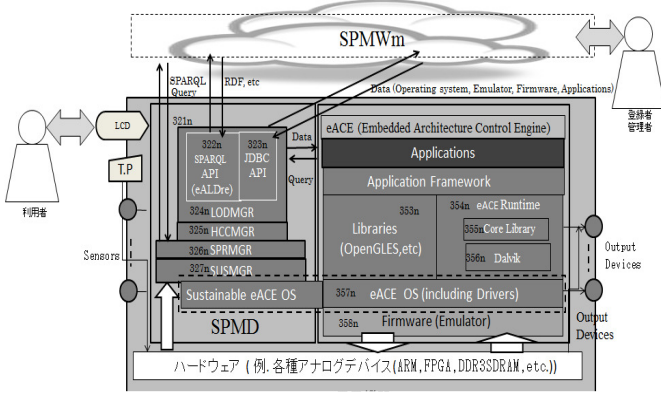 SPMWm
SPARQL
Query
RDF, etc
Data (Operating system, Emulator, Firmware, Applications)
登録者
管理者
LCD
T.P
利用者
Sensors
321n
322n
SPARQL
API
(eALDre)
323n
JDBC
API
Data
Query
324n LODMGR
325n HCCMGR
326n SPRMGR
327n SUSMGR
Sustainable eACE OS
SPMD
eACE (Embedded Architecture Control Engine)
Applications
Application Framework
353n
Libraries
(OpenGLES,etc)
354n eACE Runtime
355n Core Library
356n Dalvik
357n eACE OS (including Drivers)
358n Firmware (Emulator)
Output
Devices
Output
Devices
ハードウェア ( 例. 各種アナログデバイス(ARM,FPGA,DDR3SDRAM,etc.))